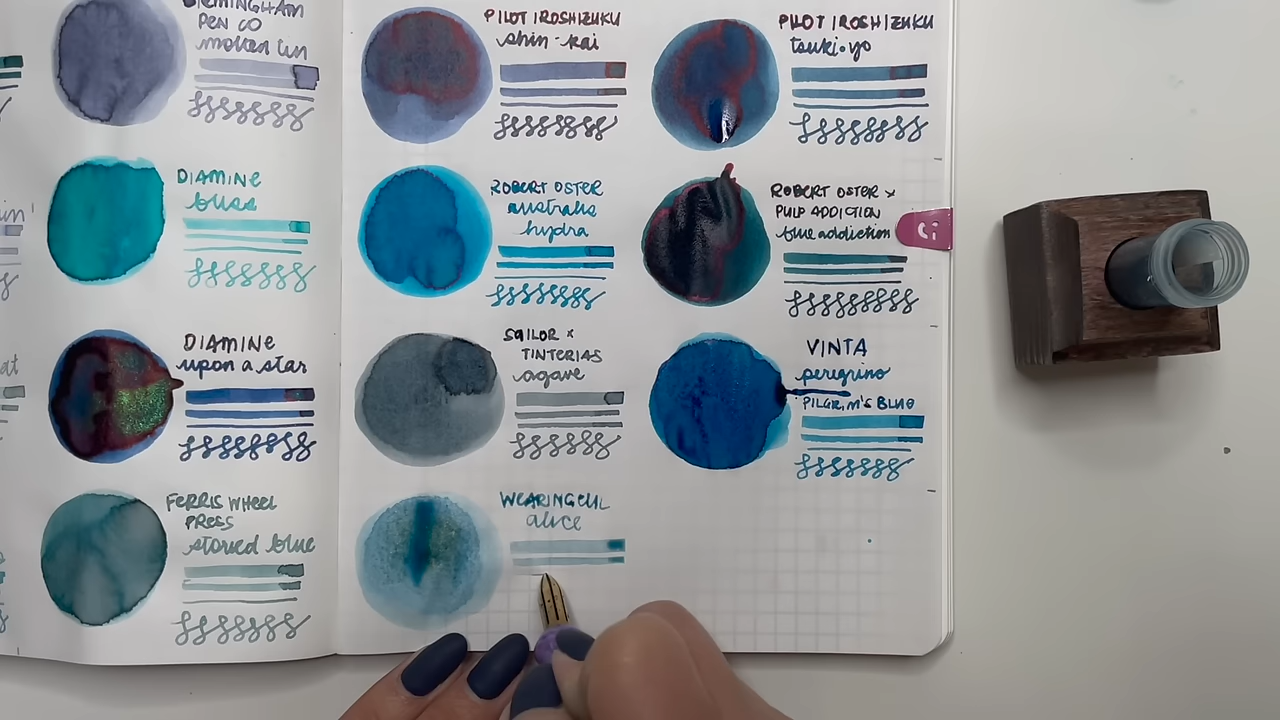 BIRMINGHAM
PEN CO
molten tin
DIAMINE
bliss
DIAMINE
upon a star
FERRIS WHEEL
PRESS
storied blue
PILOT IROSHIZUKU
shin-kai
ROBERT OSTER
australis
hydra
SAILOR x
TINTERIAS
agave
WEARINGEUL
alice
PILOT IROSHIZUKU
tsuki-yo
ROBERT OSTER x
PULP ADDICTION
blue addiction
VINTA
peregrino
PILGRIM'S BLUE